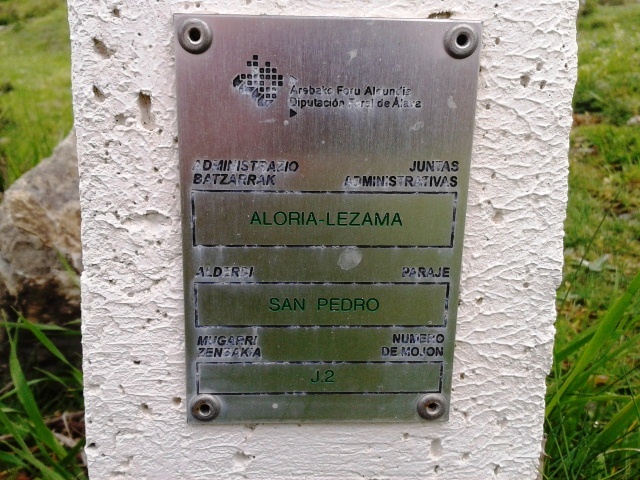 Arabako Foru Aldundia
Diputación Foral de Álava
ADMINISTRAZIO BATZARRAK
JUNTAS ADMINISTRATIVAS
ALORIA-LEZAMA
ALDERDI PARAJE
SAN PEDRO
MUGARRI ZENBAKIA
NUMERO DE MOJON
J.2